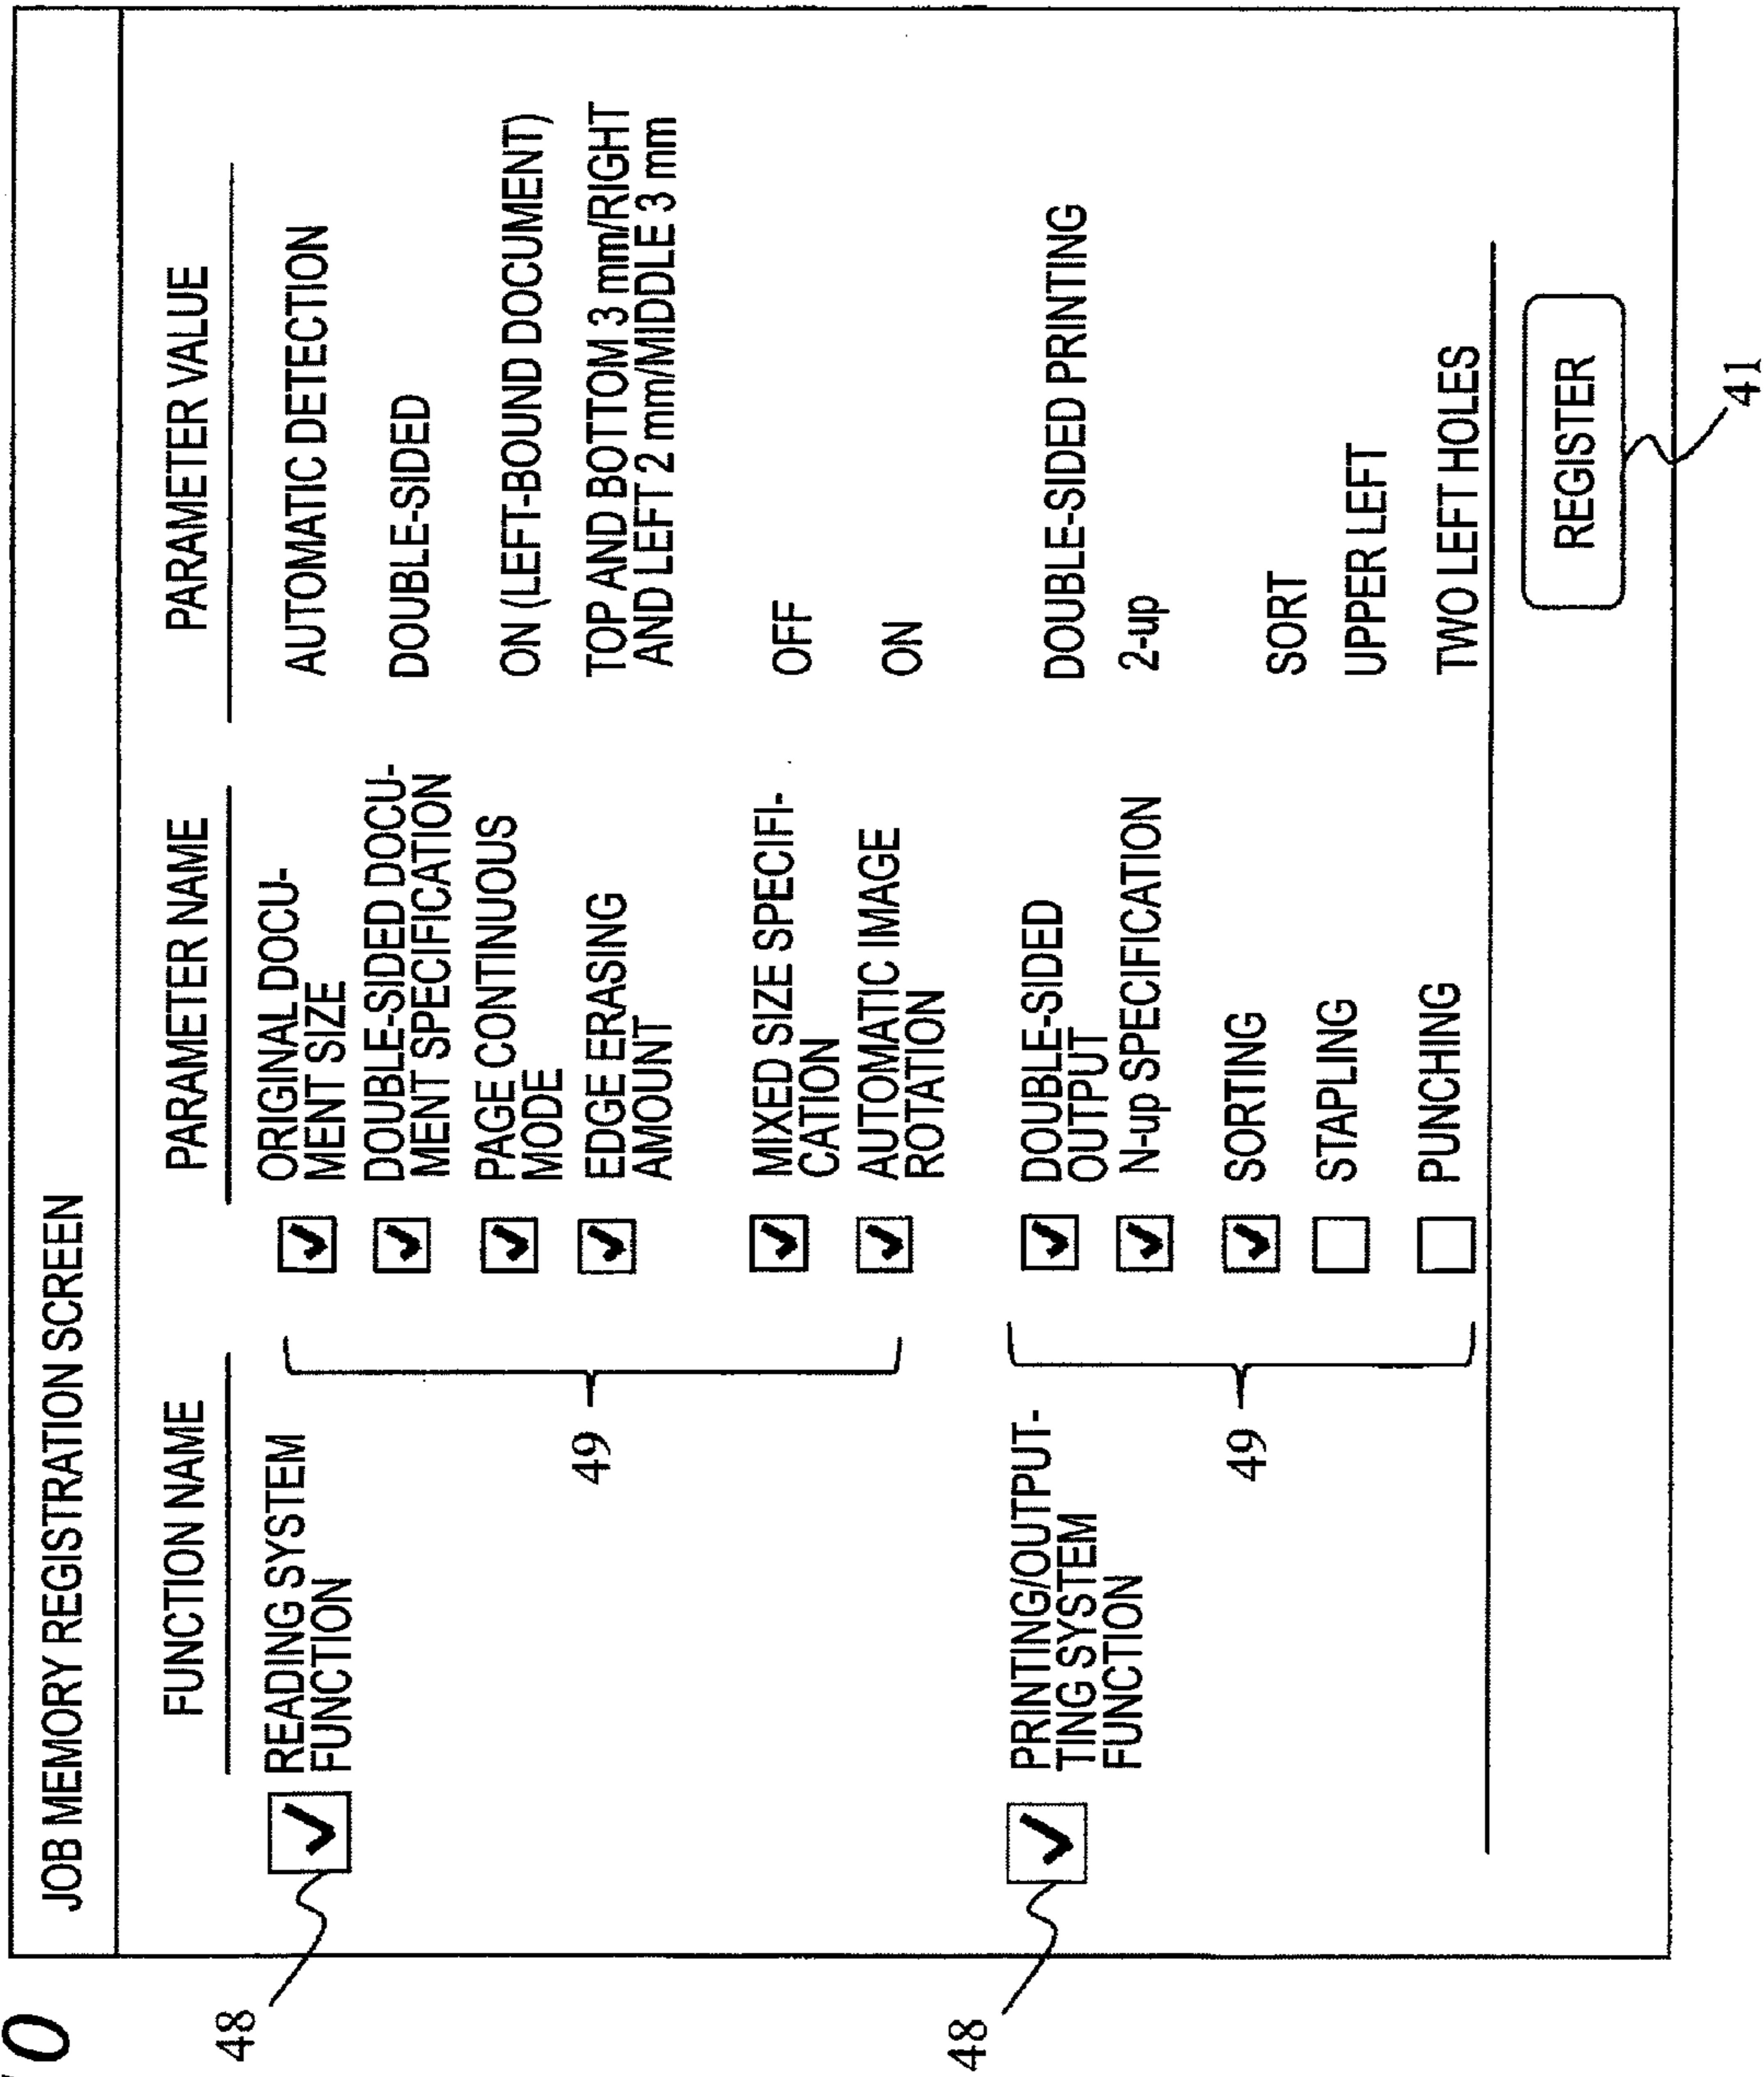 0
JOB MEMORY REGISTRATION SCREEN
FUNCTION NAME
PARAMETER NAME
PARAMETER VALUE
48
READING SYSTEM
FUNCTION
49
ORIGINAL DOCU-
MENT SIZE
AUTOMATIC DETECTION
DOUBLE-SIDED DOCU-
MENT SPECIFICATION
DOUBLE-SIDED
PAGE CONTINUOUS
MODE
ON (LEFT-BOUND DOCUMENT)
EDGE ERASING
AMOUNT
TOP AND BOTTOM 3 mm/RIGHT
AND LEFT 2 mm/MIDDLE 3 mm
MIXED SIZE SPECIFI-
CATION
OFF
AUTOMATIC IMAGE
ROTATION
ON
48
PRINTING/OUTPUT-
TING SYSTEM
FUNCTION
49
DOUBLE-SIDED
OUTPUT
DOUBLE-SIDED PRINTING
N-up SPECIFICATION
2-up
SORTING
SORT
STAPLING
UPPER LEFT
PUNCHING
TWO LEFT HOLES
REGISTER
41